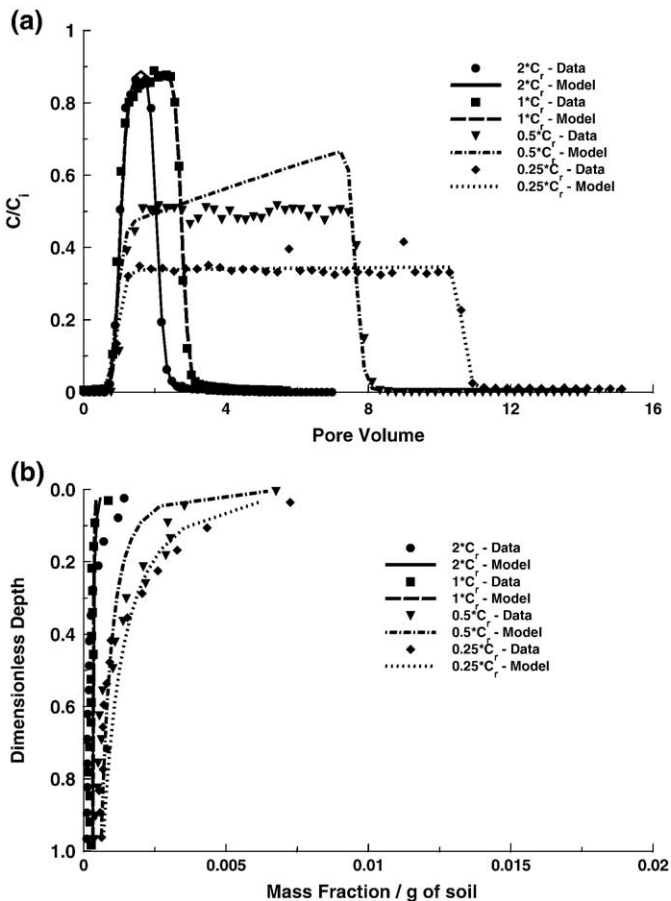 (a)
1
0.8
0.6
0.4
0.2
0
C/C_i
0
4
8
12
16
Pore Volume
2*C_r - Data
2*C_r - Model
1*C_r - Data
1*C_r - Model
0.5*C_r - Data
0.5*C_r - Model
0.25*C_r - Data
0.25*C_r - Model
(b)
0.0
0.2
0.4
0.6
0.8
1.0
Dimensionless Depth
0
0.005
0.01
0.015
0.02
Mass Fraction / g of soil
2*C_r - Data
2*C_r - Model
1*C_r - Data
1*C_r - Model
0.5*C_r - Data
0.5*C_r - Model
0.25*C_r - Data
0.25*C_r - Model